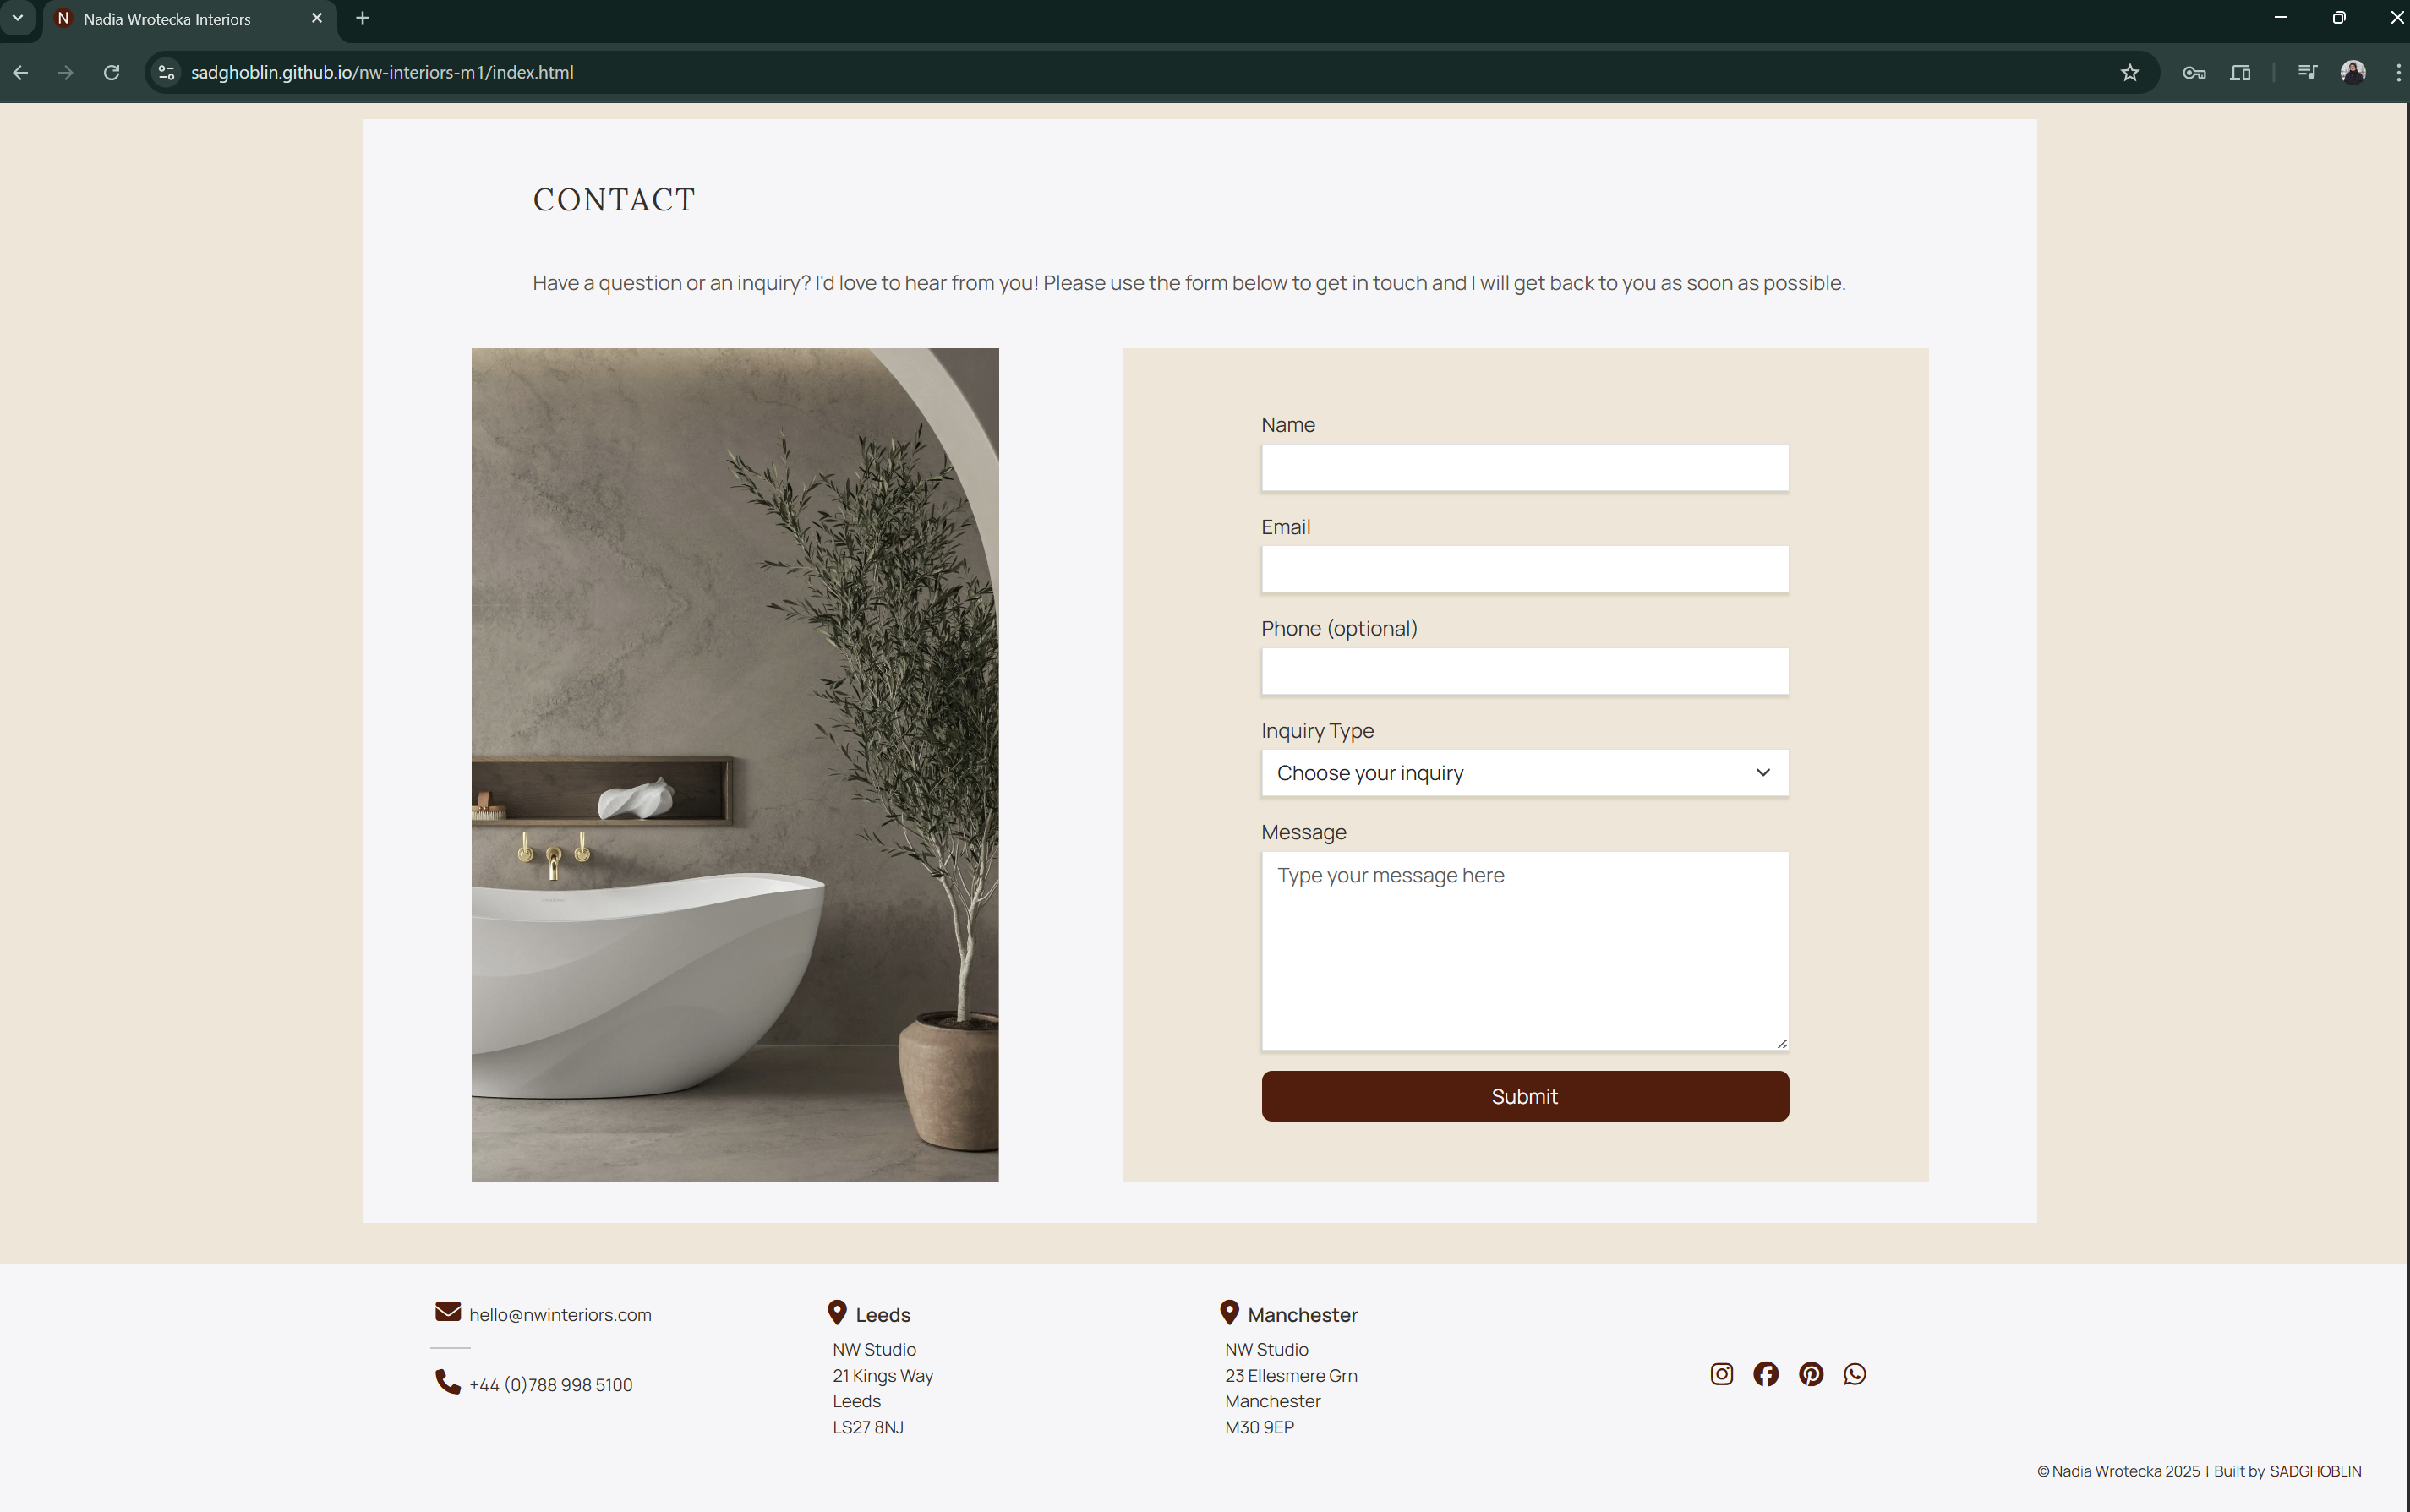 Nadia Wrotecka Interiors
sadghoblin.github.io/nw-interiors-m1/index.html
CONTACT
Have a question or an inquiry? I'd love to hear from you! Please use the form below to get in touch and I will get back to you as soon as possible.
Name
Email
Phone (optional)
Inquiry Type
Choose your inquiry
Message
Type your message here
Submit
hello@nwinteriors.com
+44 (0)788 998 5100
Leeds
NW Studio
21 Kings Way
Leeds
LS27 8NJ
Manchester
NW Studio
23 Ellesmere Grn
Manchester
M30 9EP
© Nadia Wrotecka 2025 | Built by SADGHOBLIN